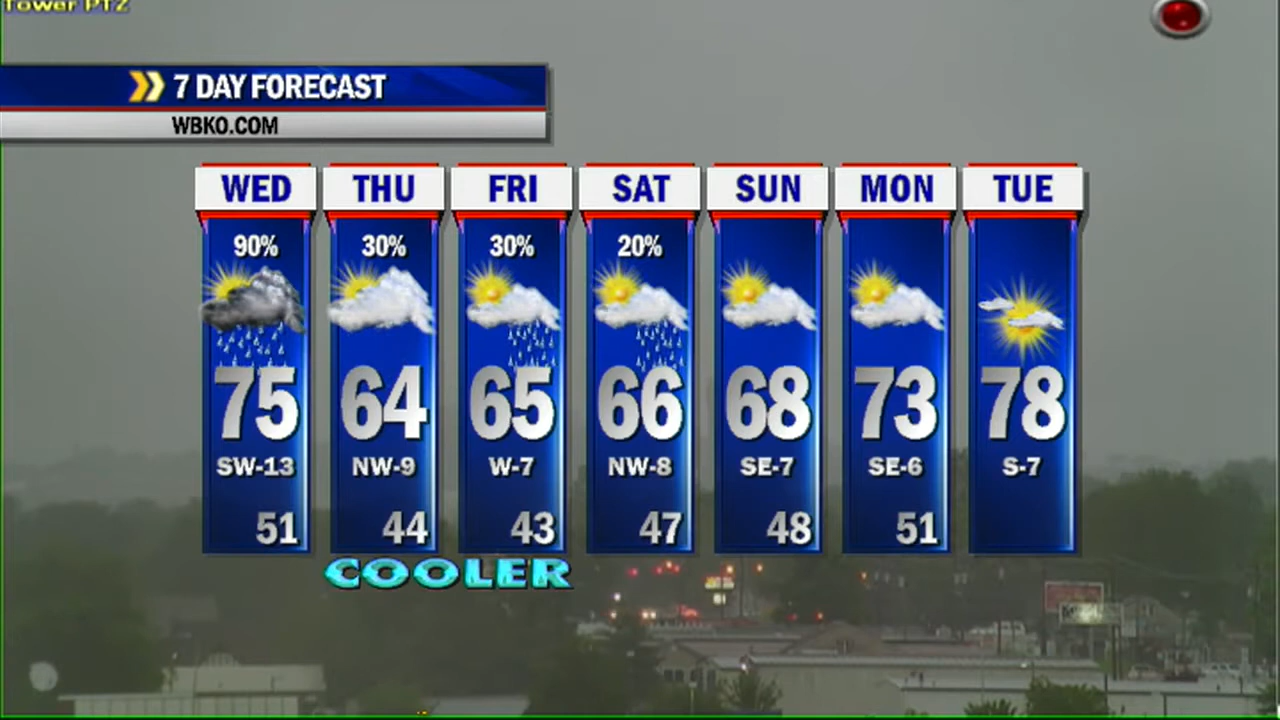 Tower PTZ
7 DAY FORECAST
WBKO.COM
WED THU FRI SAT SUN MON TUE
90% 30% 30% 20%
75 64 65 66 68 73 78
SW-13 NW-9 W-7 NW-8 SE-7 SE-6 S-7
51 44 43 47 48 51
COOLER